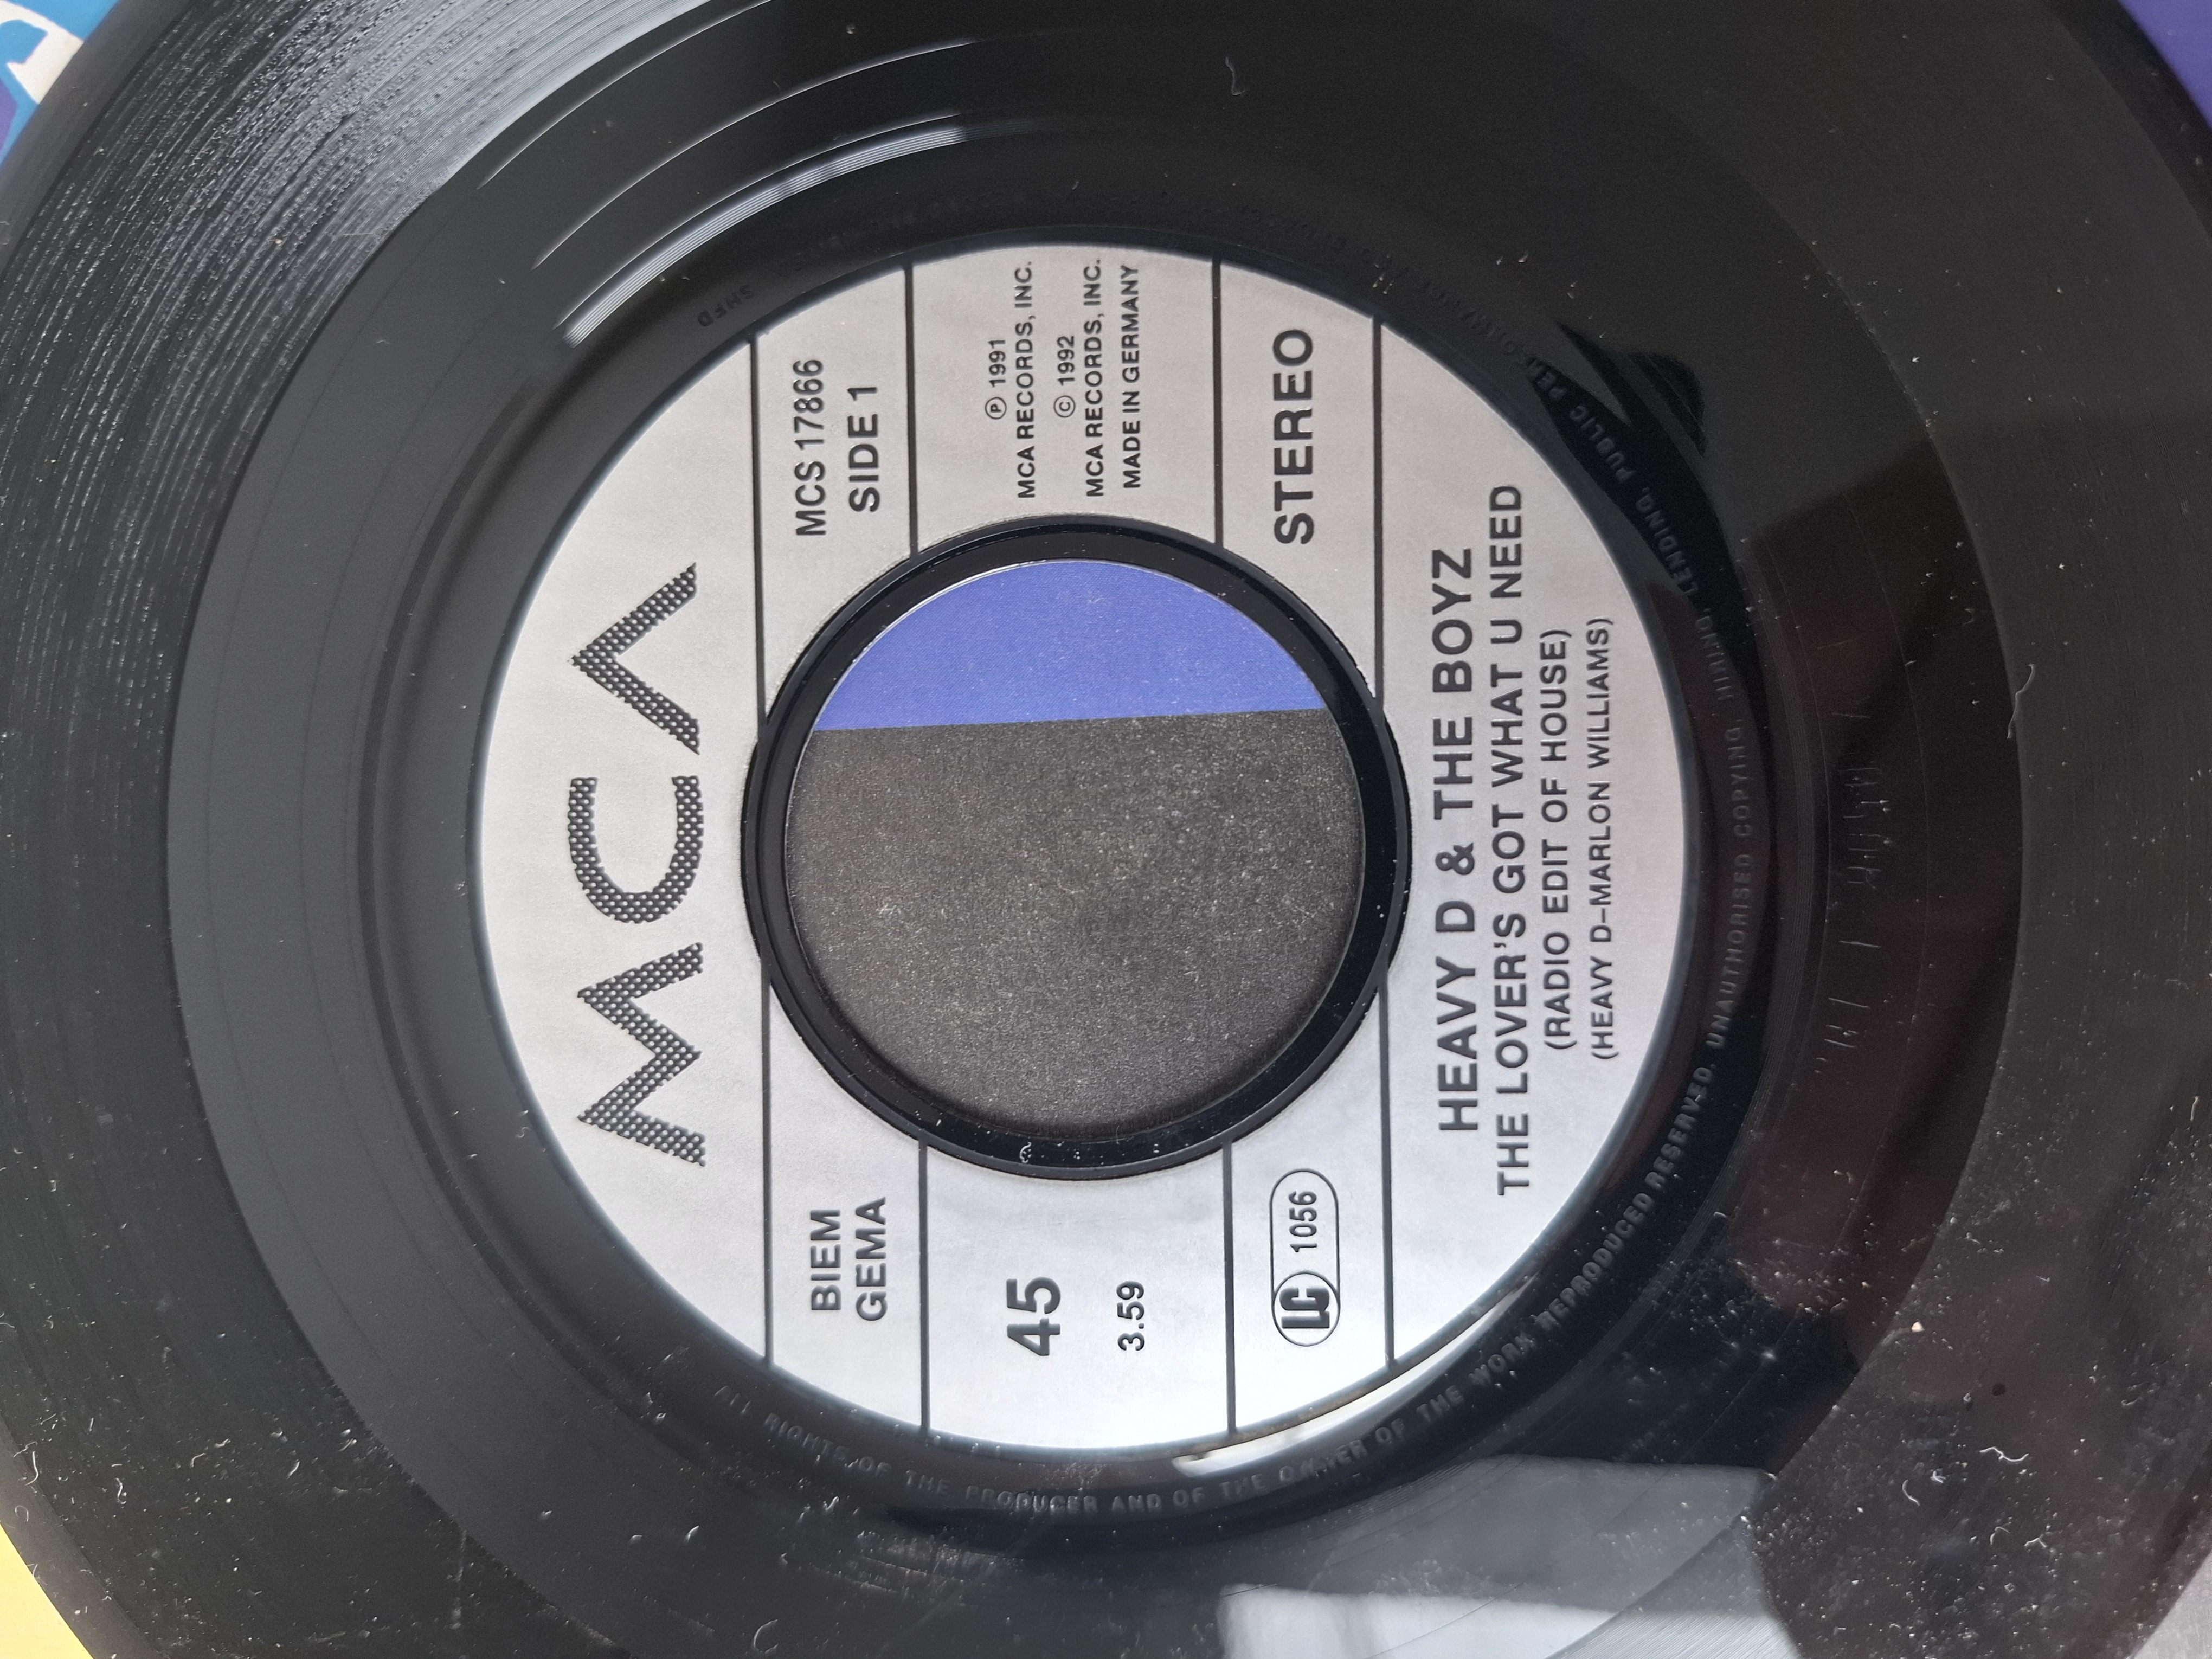 MCA
BIEM
GEMA
MCS 17866
SIDE 1
45
3.59
Ⓟ 1991
MCA RECORDS, INC.
© 1992
MCA RECORDS, INC.
MADE IN GERMANY
LC 1056
STEREO
HEAVY D & THE BOYZ
THE LOVER'S GOT WHAT U NEED
(RADIO EDIT OF HOUSE)
(HEAVY D–MARLON WILLIAMS)
ALL RIGHTS OF THE PRODUCER AND OF THE OWNER OF THE WORK REPRODUCED RESERVED. UNAUTHORISED COPYING, HIRING, LENDING, PUBLIC